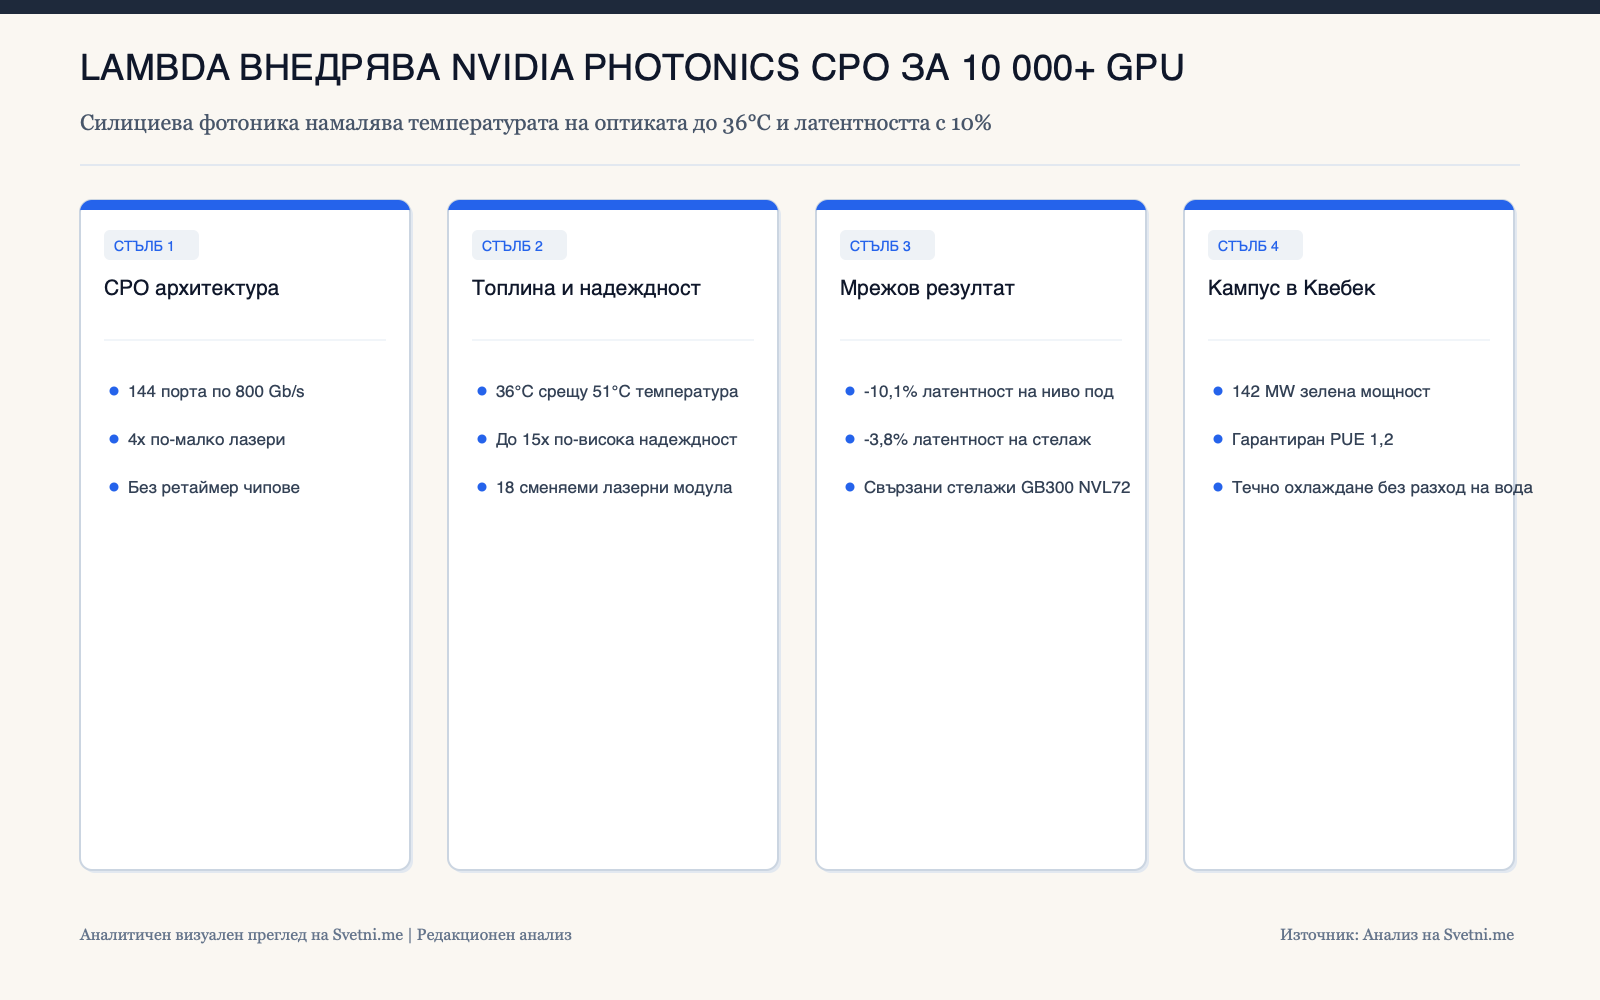 LAMBDA ВНЕДРЯВА NVIDIA PHOTONICS CPO ЗА 10 000+ GPU
Силициева фотоника намалява температурата на оптиката до 36°C и латентността с 10%
СТЪЛБ 1
CPO архитектура
144 порта по 800 Gb/s
4x по-малко лазери
Без ретаймер чипове
СТЪЛБ 2
Топлина и надеждност
36°C срещу 51°C температура
До 15x по-висока надеждност
18 сменяеми лазерни модула
СТЪЛБ 3
Мрежов резултат
-10,1% латентност на ниво под
-3,8% латентност на стелаж
Свързани стелажи GB300 NVL72
СТЪЛБ 4
Кампус в Квебек
142 MW зелена мощност
Гарантиран PUE 1,2
Течно охлаждане без разход на вода
Аналитичен визуален преглед на Svetni.me | Редакционен анализ
Източник: Анализ на Svetni.me